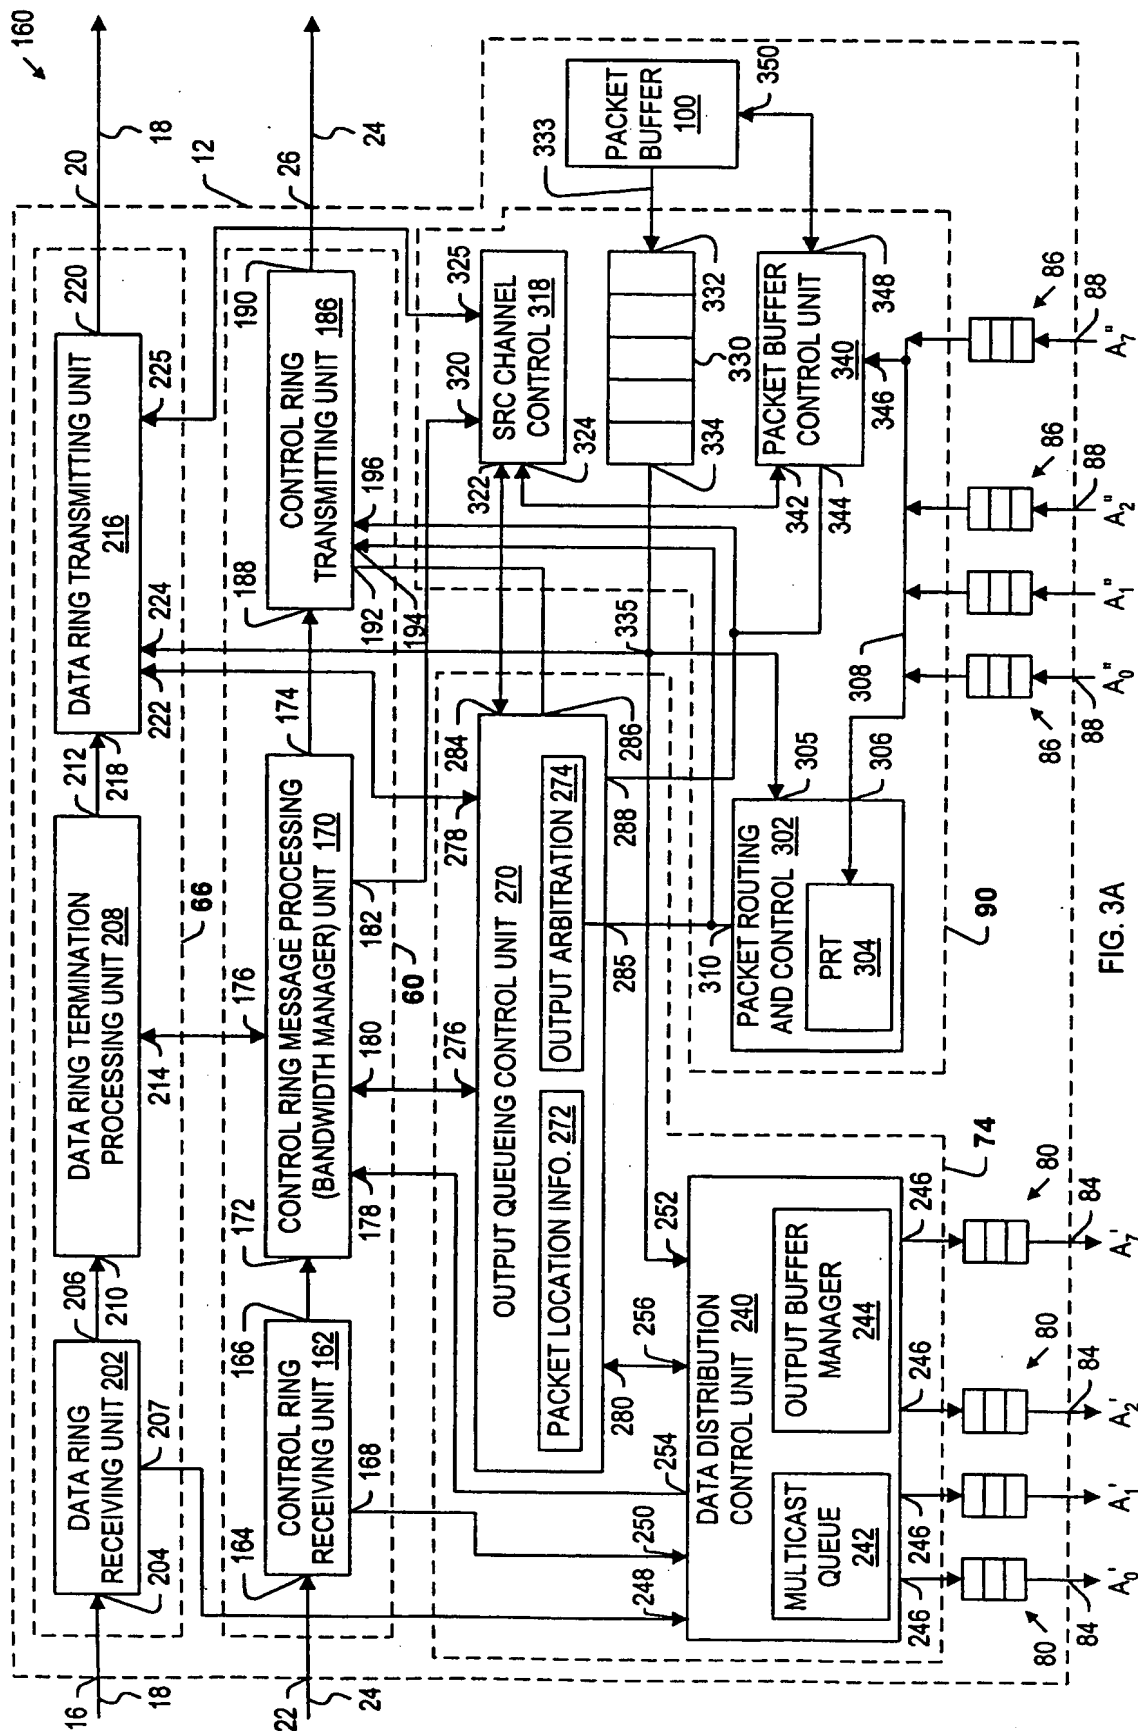 160
16
18
22
24
DATA RING
RECEIVING UNIT 202
204
206
207
210
DATA RING TERMINATION
PROCESSING UNIT 208
212
214
218
DATA RING TRANSMITTING UNIT
216
220
222
224
225
20
18
12
66
CONTROL RING
RECEIVING UNIT 162
164
166
168
172
CONTROL RING MESSAGE PROCESSING
(BANDWIDTH MANAGER) UNIT 170
174
176
178
180
182
188
CONTROL RING
TRANSMITTING UNIT 186
190
192
194
196
26
24
60
OUTPUT QUEUEING CONTROL UNIT 270
PACKET LOCATION INFO. 272
OUTPUT ARBITRATION 274
276
278
280
284
285
286
288
SRC CHANNEL
CONTROL 318
320
322
324
325
330
332
333
334
335
PACKET
BUFFER
100
350
PACKET BUFFER
CONTROL UNIT
340
342
344
346
348
DATA DISTRIBUTION
CONTROL UNIT 240
MULTICAST
QUEUE
242
OUTPUT BUFFER
MANAGER
244
248
250
252
254
256
246
246
246
246
74
PACKET ROUTING
AND CONTROL 302
PRT
304
305
306
308
310
90
80
80
80
84
84
84
A0'
A1'
A2'
A7'
86
86
86
88
88
88
A0"
A1"
A2"
A7"
FIG. 3A